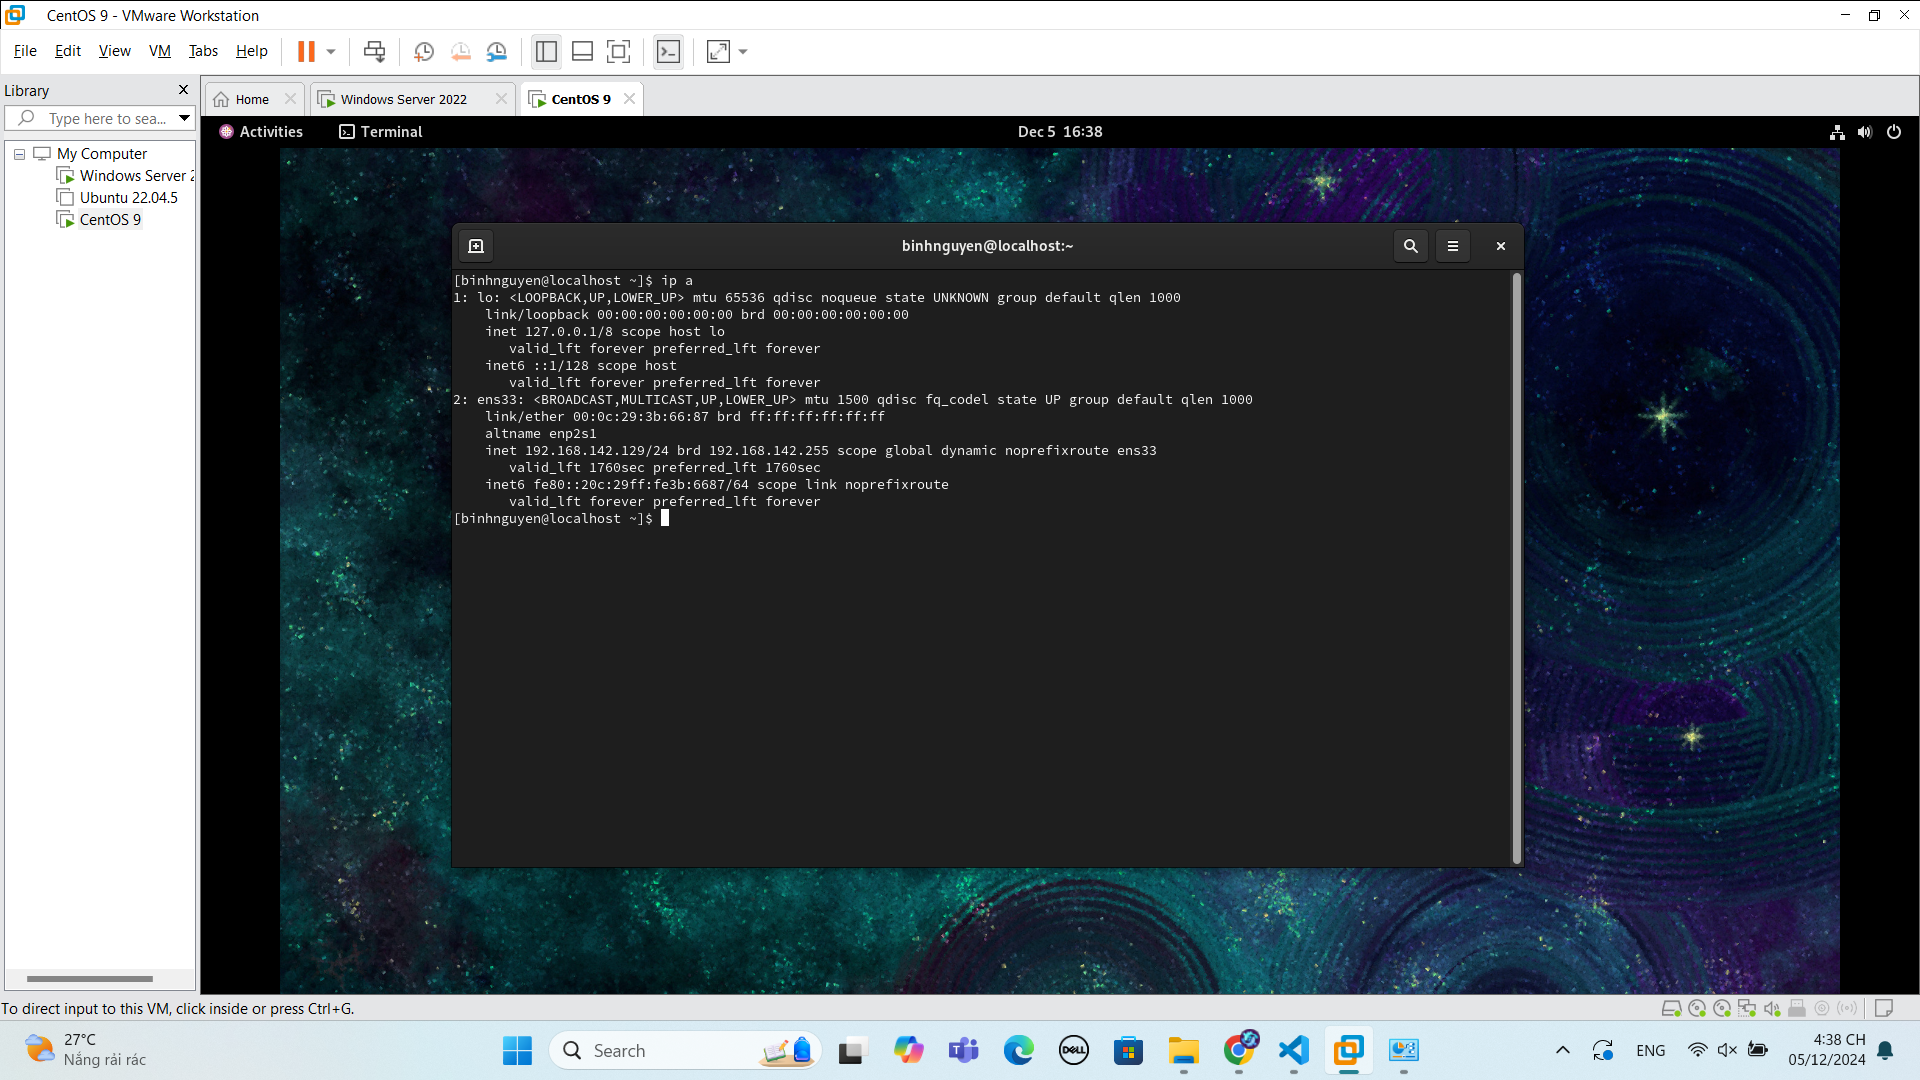 CentOS 9 - VMware Workstation
File Edit View VM Tabs Help
Library
Type here to sea...
My Computer
Windows Server 2
Ubuntu 22.04.5
CentOS 9
Home
Windows Server 2022
CentOS 9
Activities
Terminal
Dec 5 16:38
binhnguyen@localhost:~
[binhnguyen@localhost ~]$ ip a
1: lo: <LOOPBACK,UP,LOWER_UP> mtu 65536 qdisc noqueue state UNKNOWN group default qlen 1000
link/loopback 00:00:00:00:00:00 brd 00:00:00:00:00:00
inet 127.0.0.1/8 scope host lo
valid_lft forever preferred_lft forever
inet6 ::1/128 scope host
valid_lft forever preferred_lft forever
2: ens33: <BROADCAST,MULTICAST,UP,LOWER_UP> mtu 1500 qdisc fq_codel state UP group default qlen 1000
link/ether 00:0c:29:3b:66:87 brd ff:ff:ff:ff:ff:ff
altname enp2s1
inet 192.168.142.129/24 brd 192.168.142.255 scope global dynamic noprefixroute ens33
valid_lft 1760sec preferred_lft 1760sec
inet6 fe80::20c:29ff:fe3b:6687/64 scope link noprefixroute
valid_lft forever preferred_lft forever
[binhnguyen@localhost ~]$
To direct input to this VM, click inside or press Ctrl+G.
27°C
Nắng rải rác
Search
DELL
ENG
4:38 CH
05/12/2024